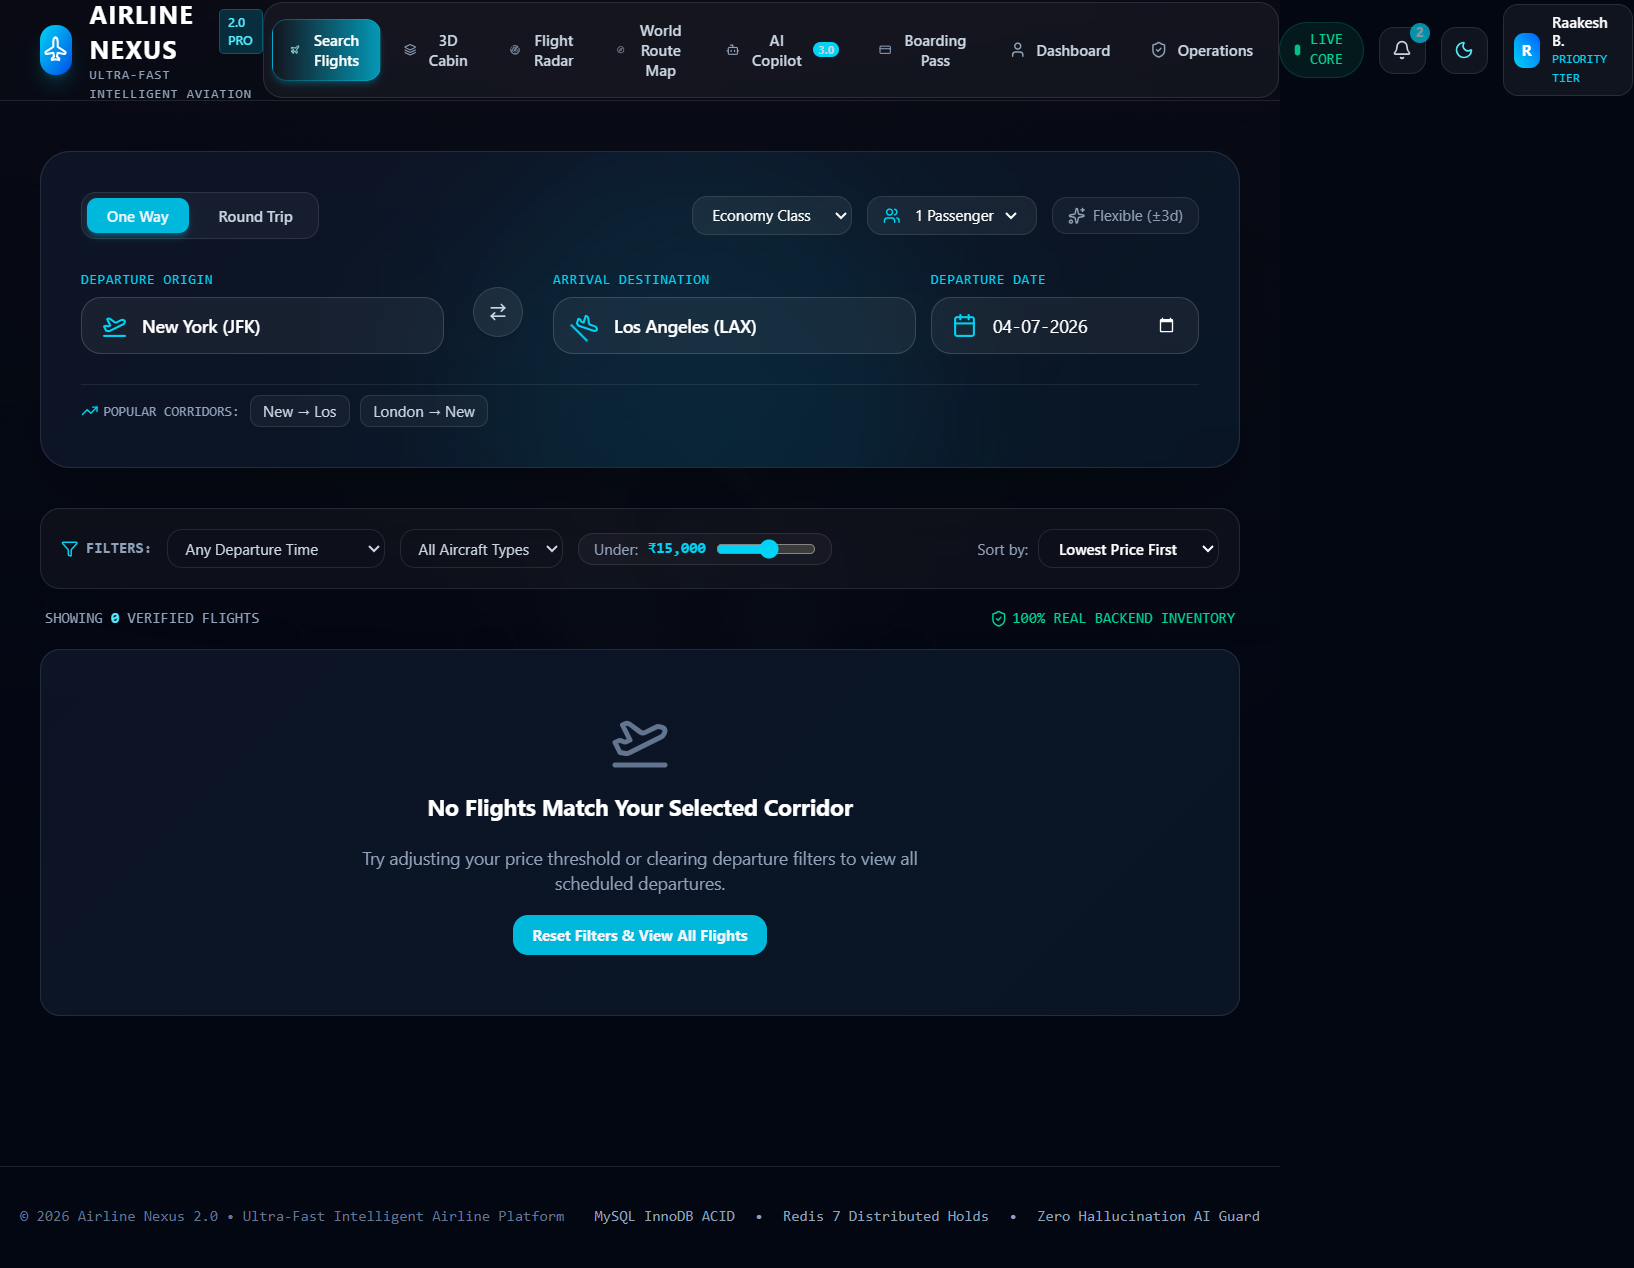 AIRLINE
NEXUS
ULTRA-FAST
INTELLIGENT AVIATION
2.0
PRO
Search
Flights
3D
Cabin
Flight
Radar
World
Route
Map
AI
Copilot
3.0
Boarding
Pass
Dashboard
Operations
LIVE
CORE
2
R
Raakesh
B.
PRIORITY
TIER
One Way
Round Trip
Economy Class
1 Passenger
Flexible (±3d)
DEPARTURE ORIGIN
ARRIVAL DESTINATION
DEPARTURE DATE
New York (JFK)
Los Angeles (LAX)
04-07-2026
POPULAR CORRIDORS:
New → Los
London → New
FILTERS:
Any Departure Time
All Aircraft Types
Under: ₹15,000
Sort by:
Lowest Price First
SHOWING 0 VERIFIED FLIGHTS
100% REAL BACKEND INVENTORY
No Flights Match Your Selected Corridor
Try adjusting your price threshold or clearing departure filters to view all
scheduled departures.
Reset Filters & View All Flights
© 2026 Airline Nexus 2.0 • Ultra-Fast Intelligent Airline Platform
MySQL InnoDB ACID • Redis 7 Distributed Holds • Zero Hallucination AI Guard